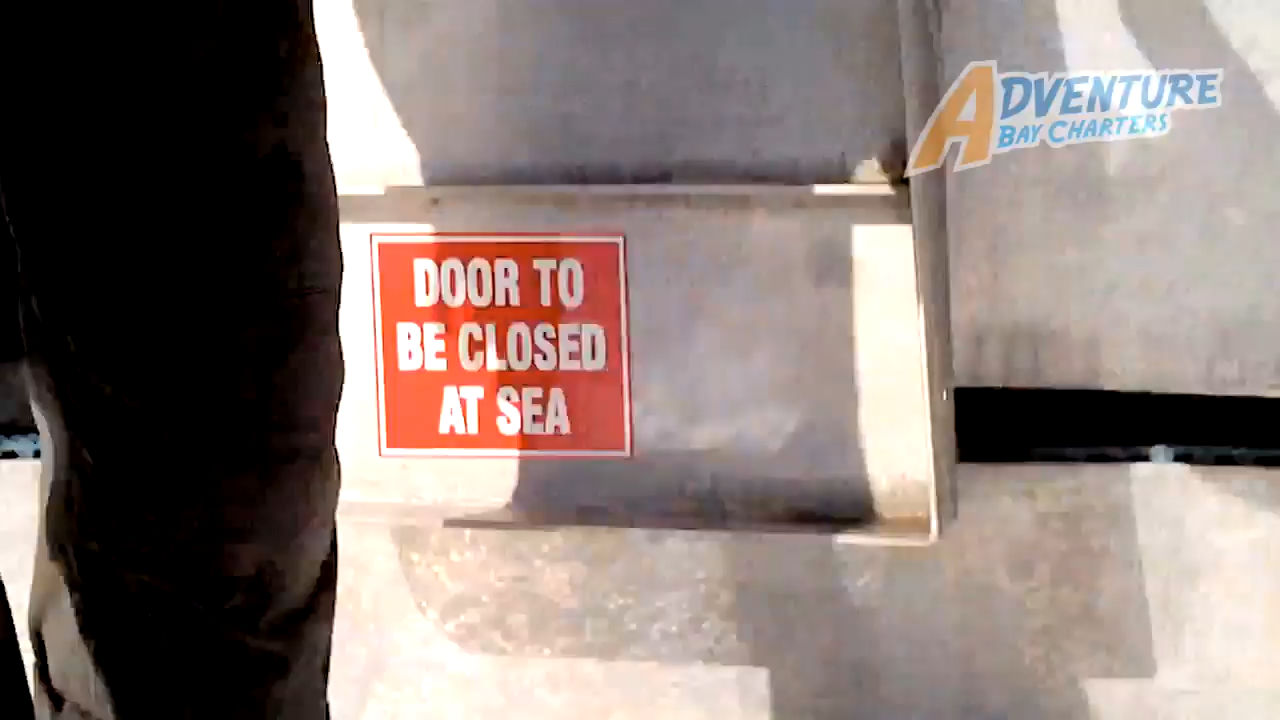 ADVENTURE
BAY CHARTERS
DOOR TO
BE CLOSED
AT SEA